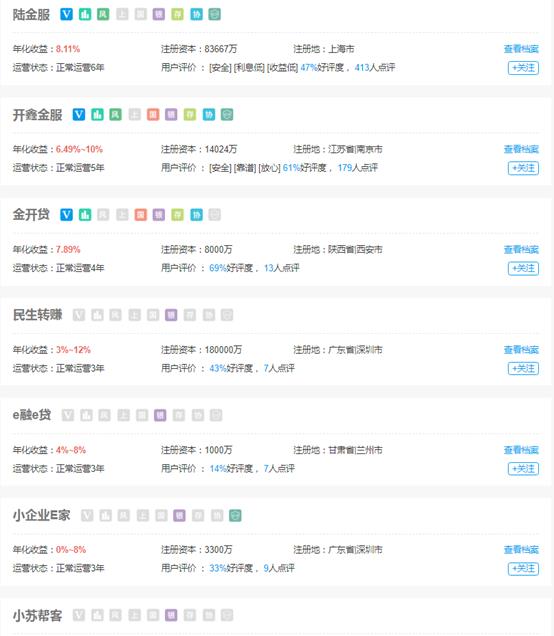 陆金服 V 风 上 国 银 存 协
年化收益：8.11% 注册资本：83667万 注册地：上海市 查看档案
运营状态：正常运营6年 用户评价 ： [安全] [利息低] [收益低] 47%好评度， 413人点评 +关注
开鑫金服 V 风 上 国 银 存 协
年化收益：6.49%~10% 注册资本：14024万 注册地：江苏省|南京市 查看档案
运营状态：正常运营5年 用户评价 ： [安全] [靠谱] [放心] 61%好评度， 179人点评 +关注
金开贷 V 风 上 国 银 存 协
年化收益：7.89% 注册资本：8000万 注册地：陕西省|西安市 查看档案
运营状态：正常运营4年 用户评价 ： 69%好评度， 13人点评 +关注
民生转赚 V 风 上 国 银 存 协
年化收益：3%~12% 注册资本：180000万 注册地：广东省|深圳市 查看档案
运营状态：正常运营3年 用户评价 ： 43%好评度， 7人点评 +关注
e融e贷 V 风 上 国 银 存 协
年化收益：4%~8% 注册资本：1000万 注册地：甘肃省|兰州市 查看档案
运营状态：正常运营3年 用户评价 ： 14%好评度， 7人点评 +关注
小企业E家 V 风 上 国 银 存 协
年化收益：0%~8% 注册资本：3300万 注册地：广东省|深圳市 查看档案
运营状态：正常运营3年 用户评价 ： 33%好评度， 9人点评 +关注
小苏帮客 V 风 上 国 银 存 协